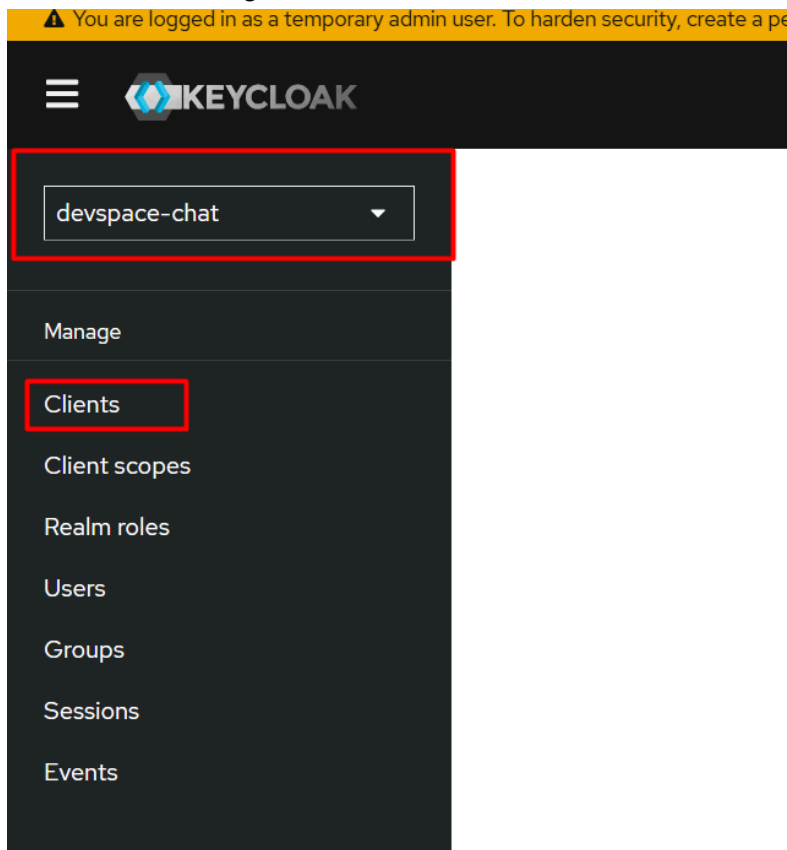 You are logged in as a temporary admin user. To harden security, create a pe
KEYCLOAK
devspace-chat
Manage
Clients
Client scopes
Realm roles
Users
Groups
Sessions
Events